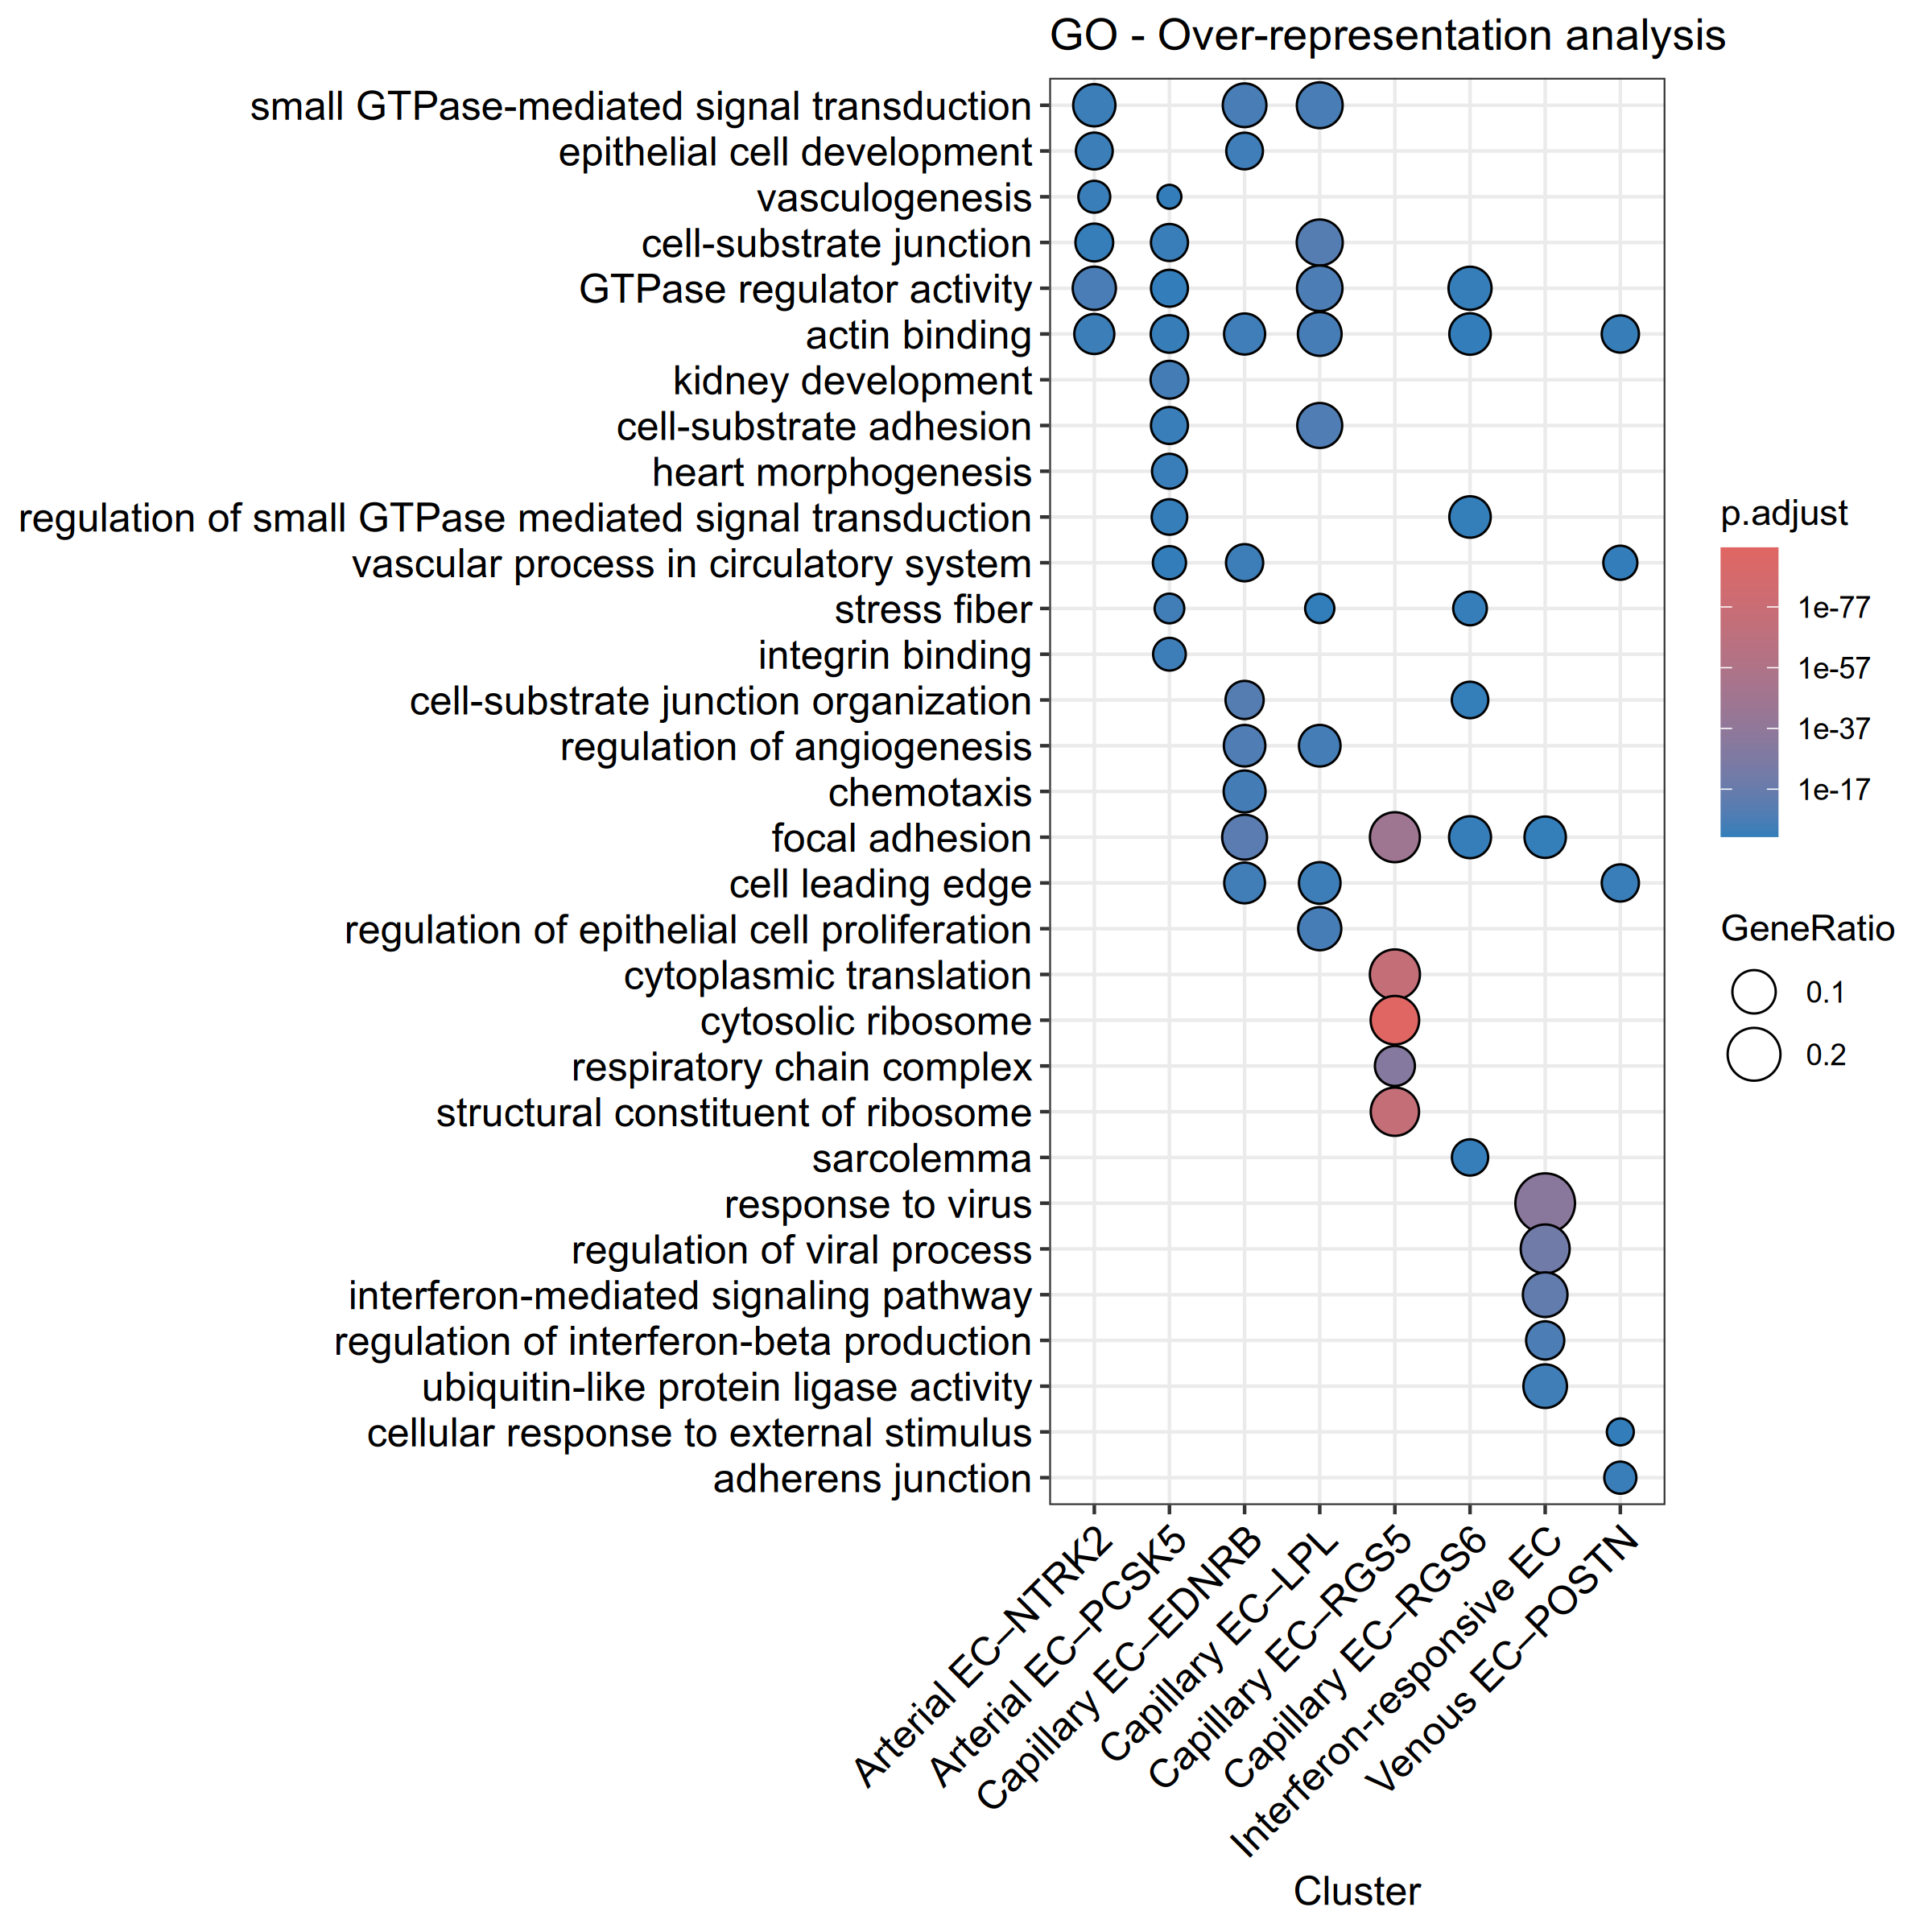 GO - Over-representation analysis
small GTPase-mediated signal transduction
epithelial cell development
vasculogenesis
cell-substrate junction
GTPase regulator activity
actin binding
kidney development
cell-substrate adhesion
heart morphogenesis
regulation of small GTPase mediated signal transduction
vascular process in circulatory system
stress fiber
integrin binding
cell-substrate junction organization
regulation of angiogenesis
chemotaxis
focal adhesion
cell leading edge
regulation of epithelial cell proliferation
cytoplasmic translation
cytosolic ribosome
respiratory chain complex
structural constituent of ribosome
sarcolemma
response to virus
regulation of viral process
interferon-mediated signaling pathway
regulation of interferon-beta production
ubiquitin-like protein ligase activity
cellular response to external stimulus
adherens junction
Arterial EC–NTRK2
Arterial EC–PCSK5
Capillary EC–EDNRB
Capillary EC–LPL
Capillary EC–RGS5
Capillary EC–RGS6
Interferon-responsive EC
Venous EC–POSTN
Cluster
p.adjust
1e-77
1e-57
1e-37
1e-17
GeneRatio
0.1
0.2